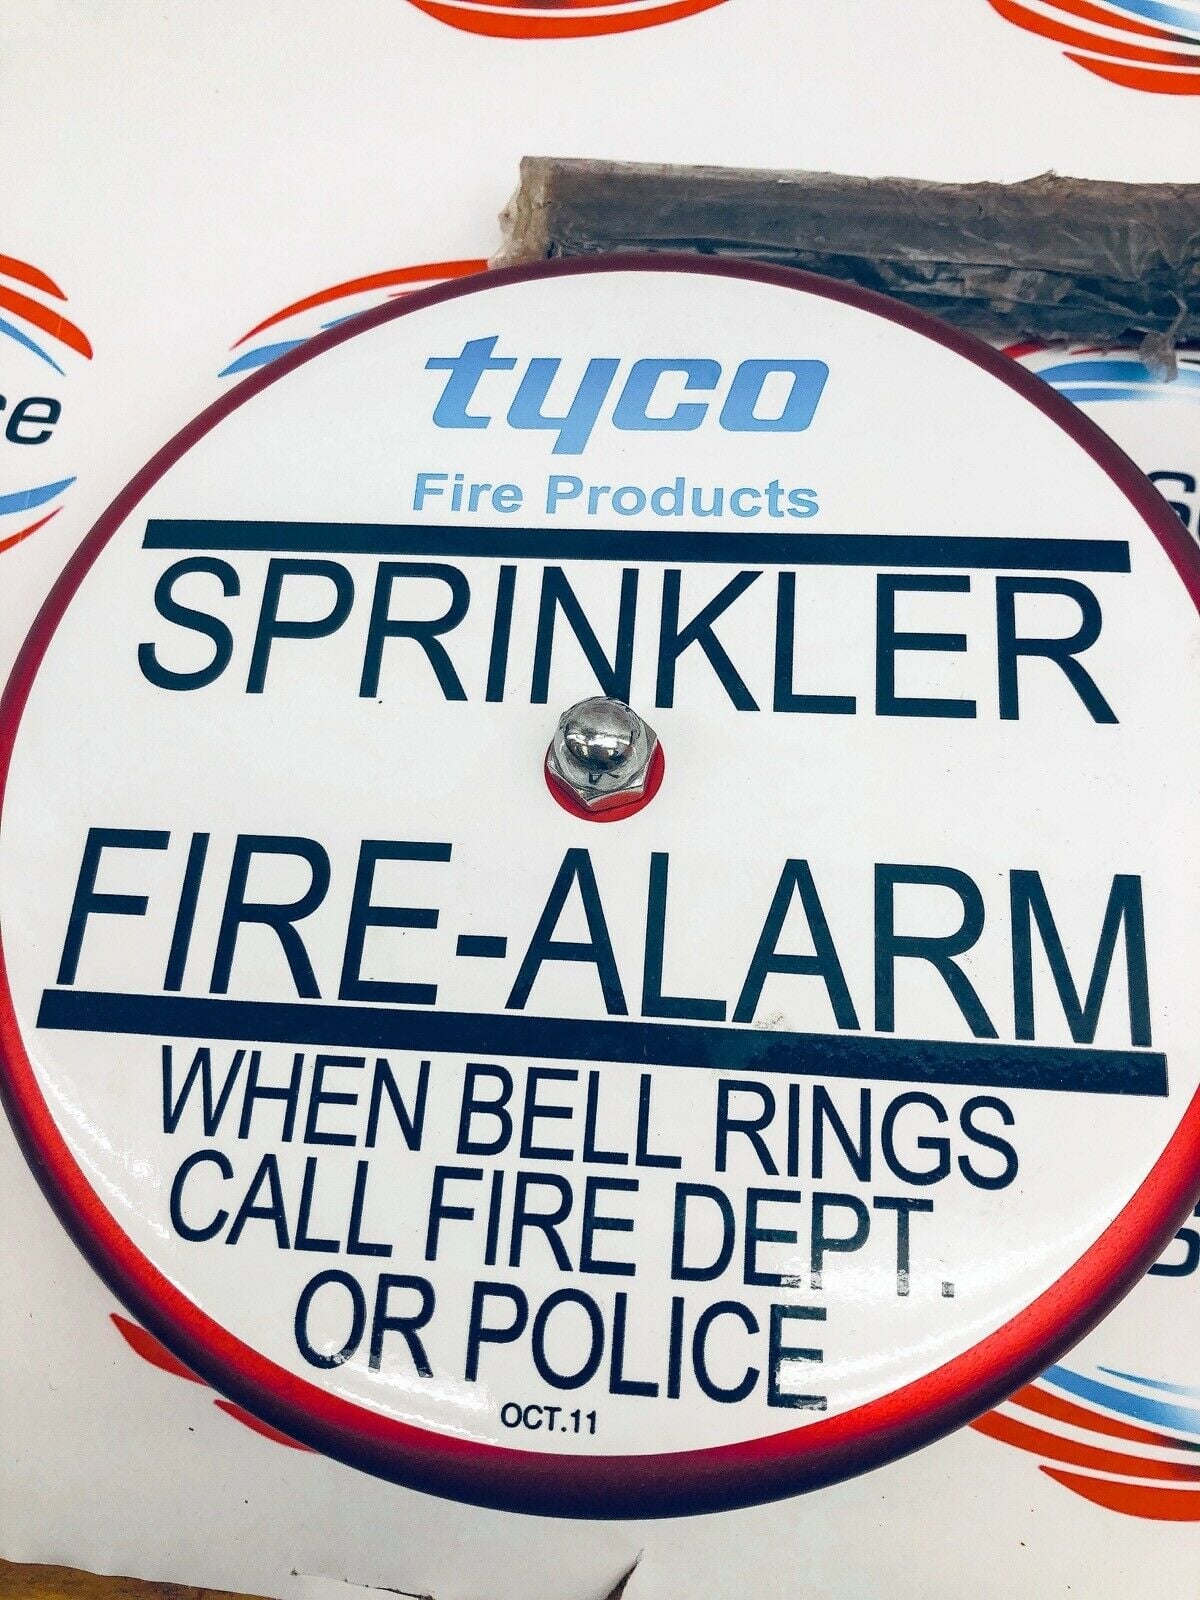 tyco
Fire Products
SPRINKLER
FIRE-ALARM
WHEN BELL RINGS
CALL FIRE DEPT.
OR POLICE
OCT.11